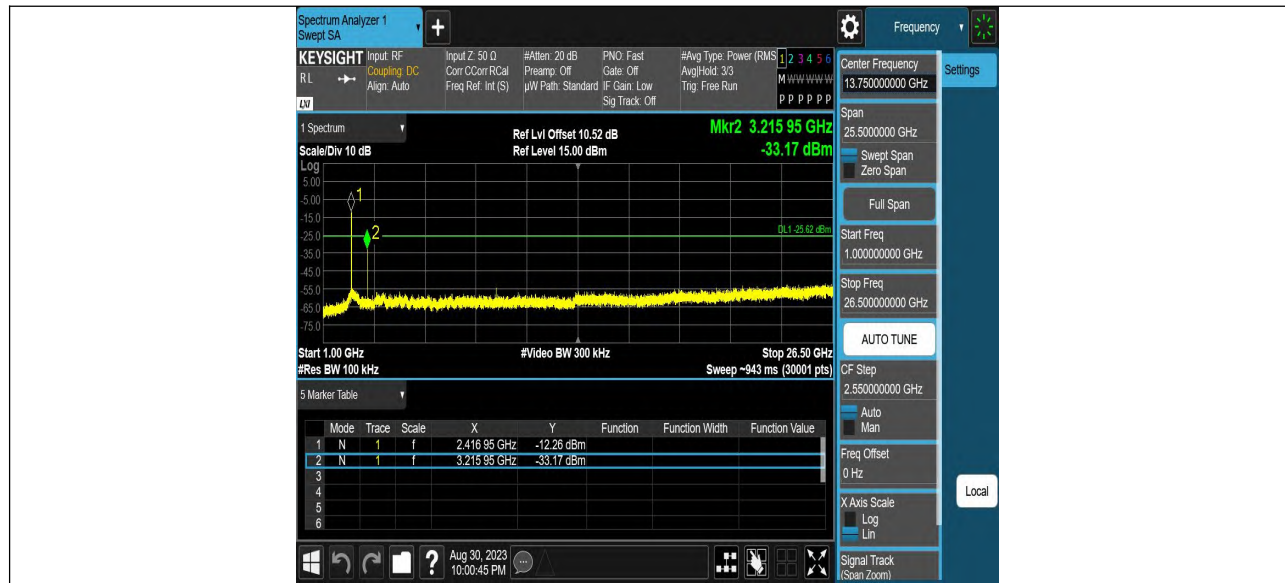 Spectrum Analyzer 1
Swept SA
+
Frequency
KEYSIGHT
RL
LXI
Input: RF
Coupling: DC
Align: Auto
Input Z: 50 Ω
Corr CCorr RCal
Freq Ref: Int (S)
#Atten: 20 dB
Preamp: Off
µW Path: Standard
PNO: Fast
Gate: Off
IF Gain: Low
Sig Track: Off
#Avg Type: Power (RMS
Avg|Hold: 3/3
Trig: Free Run
1 2 3 4 5 6
M W W W W W
P P P P P P
Center Frequency
13.750000000 GHz
Settings
Span
25.5000000 GHz
Swept Span
Zero Span
Full Span
Start Freq
1.000000000 GHz
Stop Freq
26.500000000 GHz
AUTO TUNE
CF Step
2.550000000 GHz
Auto
Man
Freq Offset
0 Hz
X Axis Scale
Log
Lin
Local
Signal Track
(Span Zoom)
1 Spectrum
Scale/Div 10 dB
Ref Lvl Offset 10.52 dB
Ref Level 15.00 dBm
Mkr2 3.215 95 GHz
-33.17 dBm
Log
5.00
-5.00
-15.0
-25.0
-35.0
-45.0
-55.0
-65.0
-75.0
1
2
DL1 -25.62 dBm
Start 1.00 GHz
#Video BW 300 kHz
Stop 26.50 GHz
#Res BW 100 kHz
Sweep ~943 ms (30001 pts)
5 Marker Table
Mode Trace Scale X Y Function Function Width Function Value
1 N 1 f 2.416 95 GHz -12.26 dBm
2 N 1 f 3.215 95 GHz -33.17 dBm
3
4
5
6
?
Aug 30, 2023
10:00:45 PM